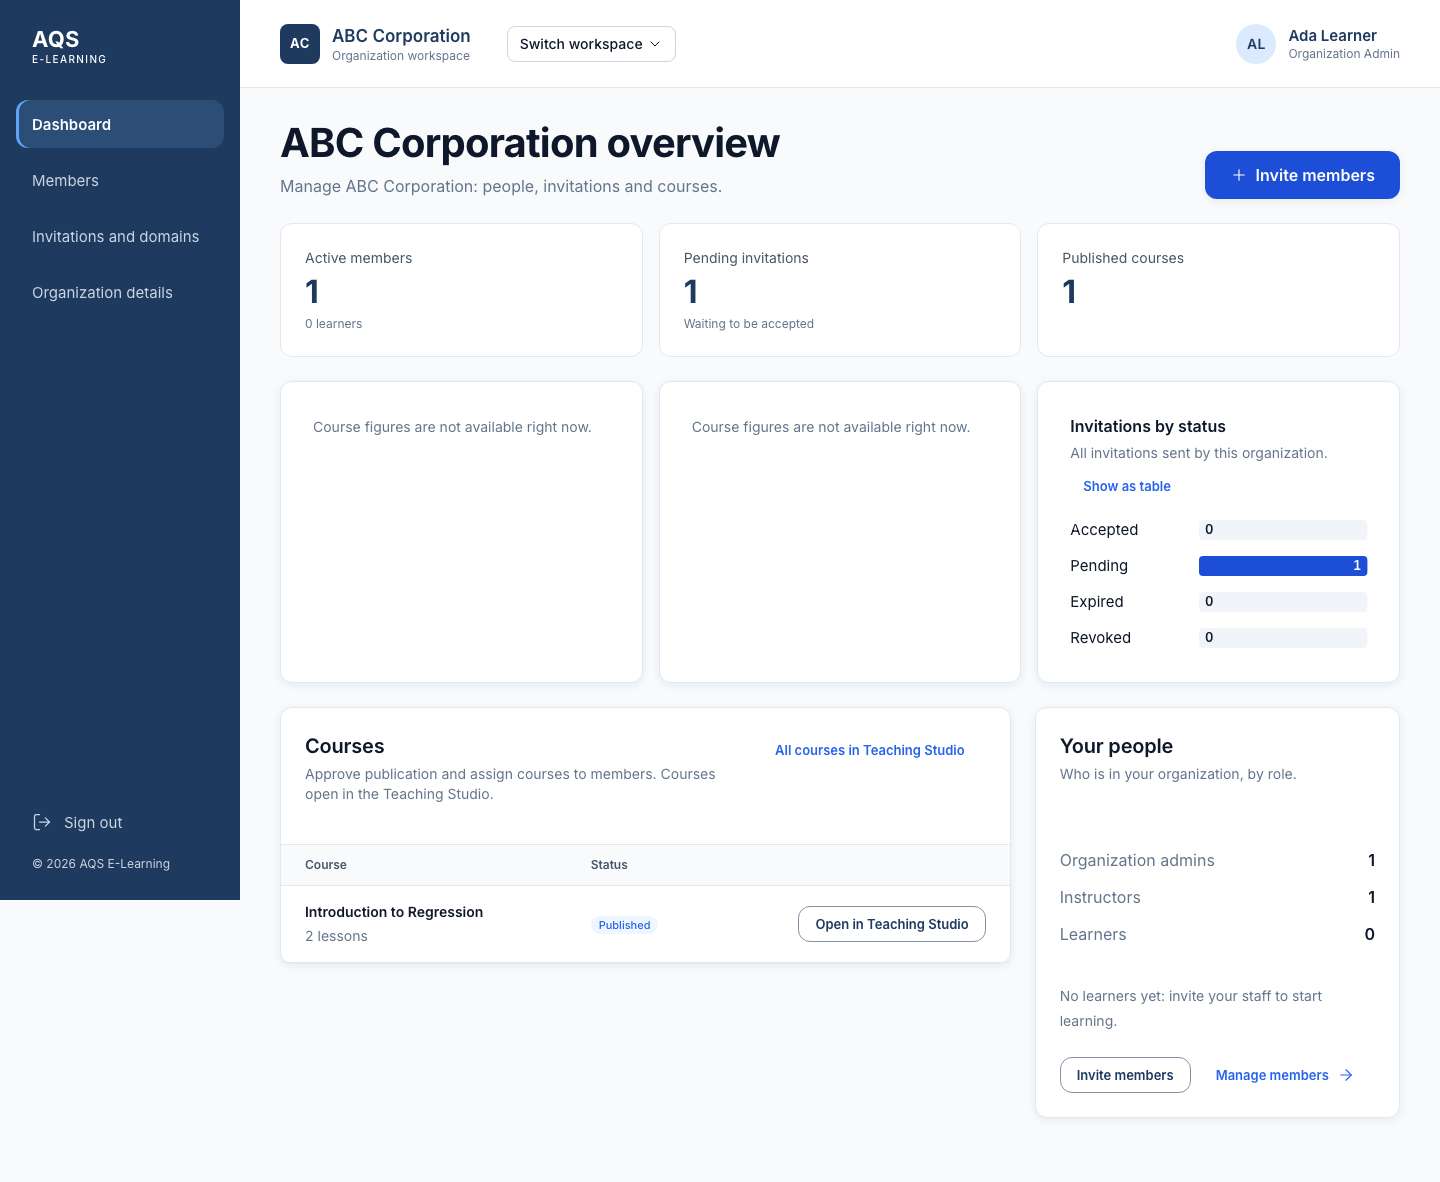 AQS
E-LEARNING
Dashboard
Members
Invitations and domains
Organization details
Sign out
© 2026 AQS E-Learning
AC
ABC Corporation
Organization workspace
Switch workspace
AL
Ada Learner
Organization Admin
ABC Corporation overview
Manage ABC Corporation: people, invitations and courses.
+ Invite members
Active members
1
0 learners
Pending invitations
1
Waiting to be accepted
Published courses
1
Course figures are not available right now.
Course figures are not available right now.
Invitations by status
All invitations sent by this organization.
Show as table
Accepted 0
Pending 1
Expired 0
Revoked 0
Courses
All courses in Teaching Studio
Approve publication and assign courses to members. Courses
open in the Teaching Studio.
Course Status
Introduction to Regression
2 lessons
Published
Open in Teaching Studio
Your people
Who is in your organization, by role.
Organization admins 1
Instructors 1
Learners 0
No learners yet: invite your staff to start
learning.
Invite members
Manage members →